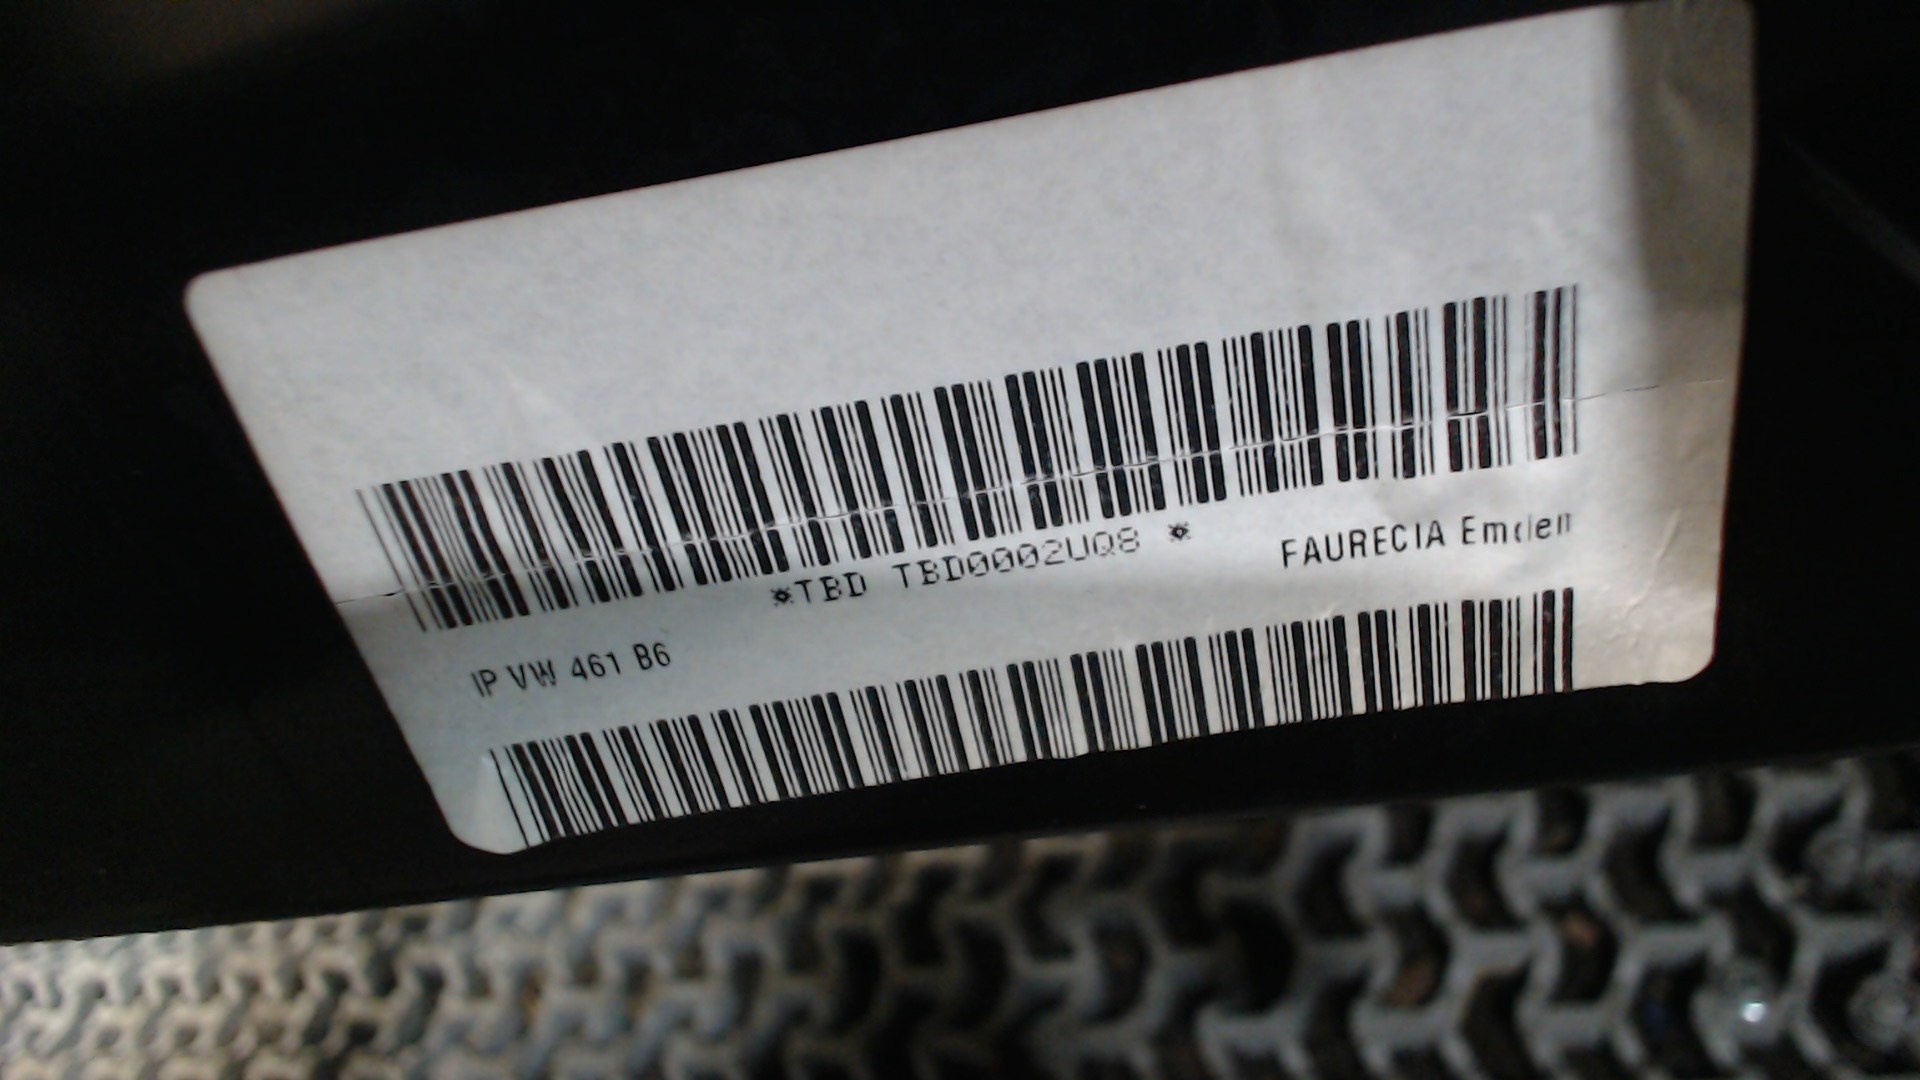 *TBD TBD0002UQ8 *
FAURECIA Emden
IP VW 461 B6